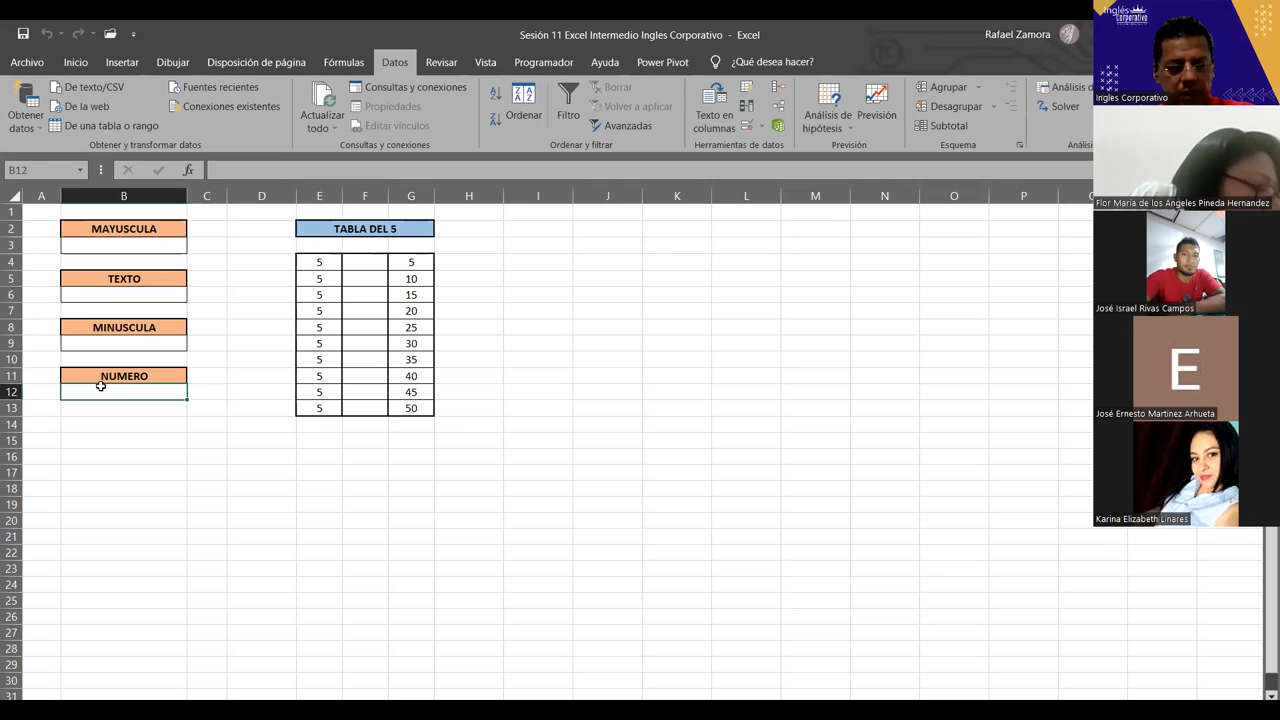 Sesión 11 Excel Intermedio Ingles Corporativo - Excel
Rafael Zamora
Archivo Inicio Insertar Dibujar Disposición de página Fórmulas Datos Revisar Vista Programador Ayuda Power Pivot ¿Qué desea hacer?
Obtener datos
De texto/CSV
De la web
De una tabla o rango
Fuentes recientes
Conexiones existentes
Obtener y transformar datos
Actualizar todo
Consultas y conexiones
Propiedades
Editar vínculos
Consultas y conexiones
Ordenar
Filtro
Borrar
Volver a aplicar
Avanzadas
Ordenar y filtrar
Texto en columnas
Herramientas de datos
Análisis de hipótesis
Previsión
Previsión
Agrupar
Desagrupar
Subtotal
Esquema
Análisis d
Solver
Análi
B12
fx
A B C D E F G H I J K L M N O P
1
2 MAYUSCULA TABLA DEL 5
3
4 5 5
5 TEXTO 5 10
6 5 15
7 5 20
8 MINUSCULA 5 25
9 5 30
10 5 35
11 NUMERO 5 40
12 5 45
13 5 50
14
15
16
17
18
19
20
21
22
23
24
25
26
27
28
29
30
31
Inglés
Corporativo
Ingles Corporativo
Flor Maria de los Angeles Pineda Hernandez
José Israel Rivas Campos
E
José Ernesto Martinez Arhueta
Karina Elizabeth Linares